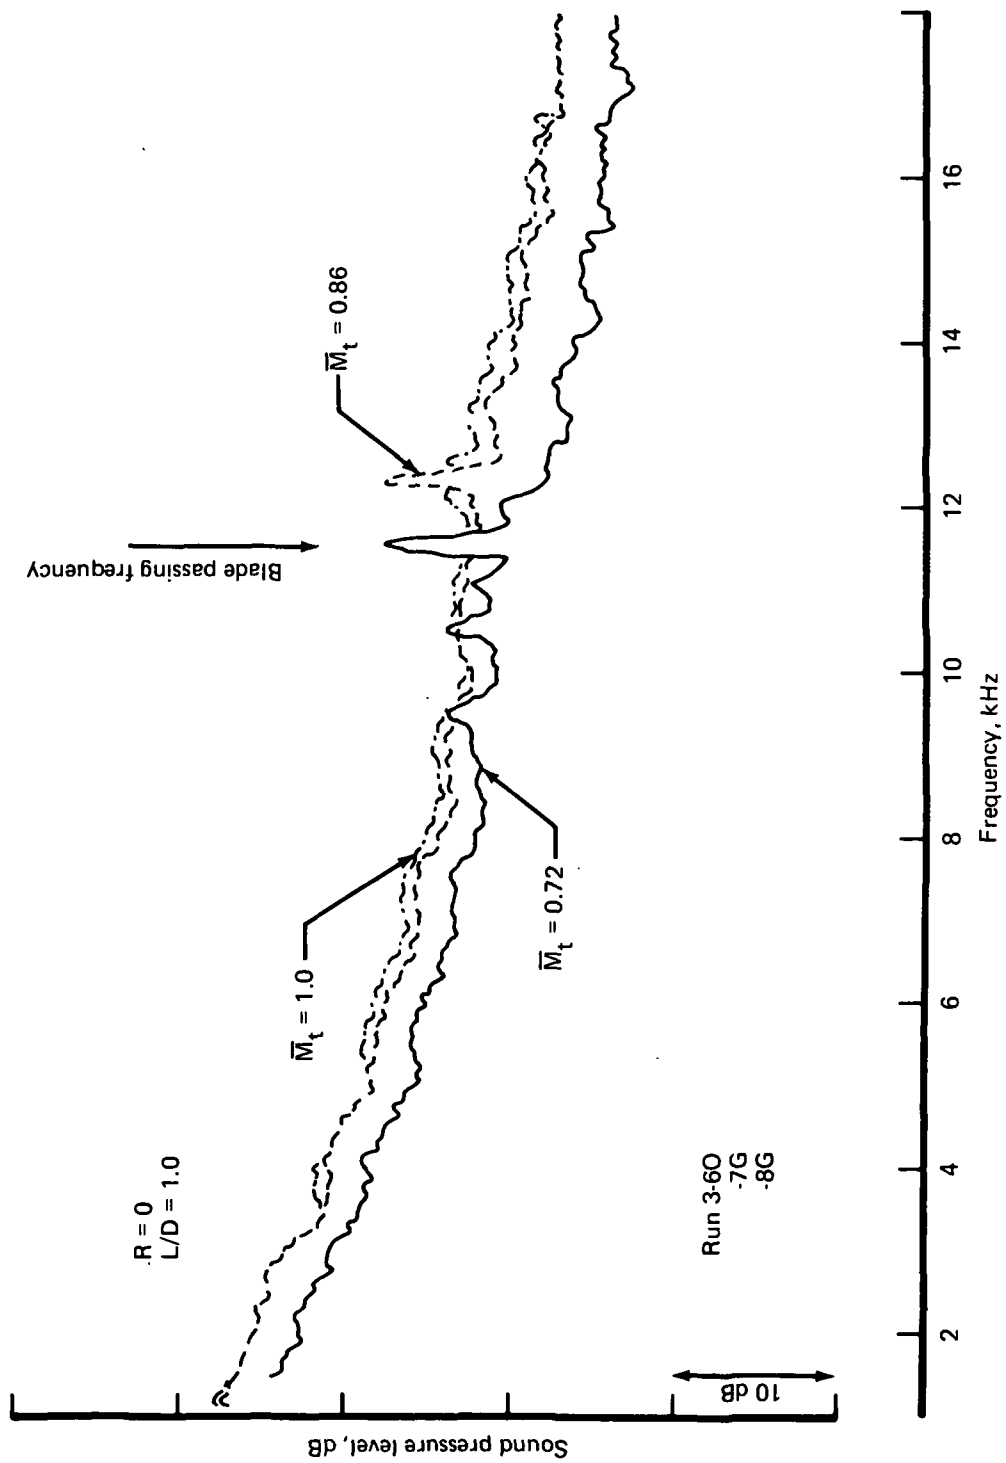 .R = 0
L/D = 1.0
M̅t = 1.0
M̅t = 0.72
M̅t = 0.86
Blade passing frequency
Run 3-6O
-7G
-8G
10 dB
Sound pressure level, dB
2
4
6
8
10
12
14
16
Frequency, kHz